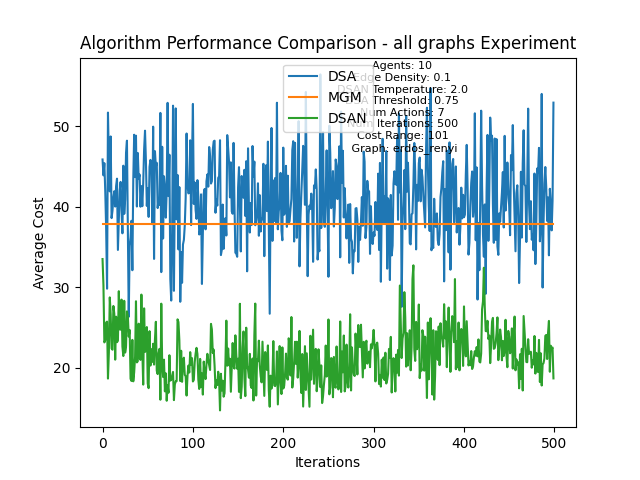 Algorithm Performance Comparison - all graphs Experiment
Agents: 10
Edge Density: 0.1
DSAN Temperature: 2.0
Threshold: 0.75
Num Actions: 7
Iterations: 500
Cost Range: 101
Graph: erdos_renyi
DSA
MGM
DSAN
Average Cost
50
40
30
20
0
100
200
300
400
500
Iterations